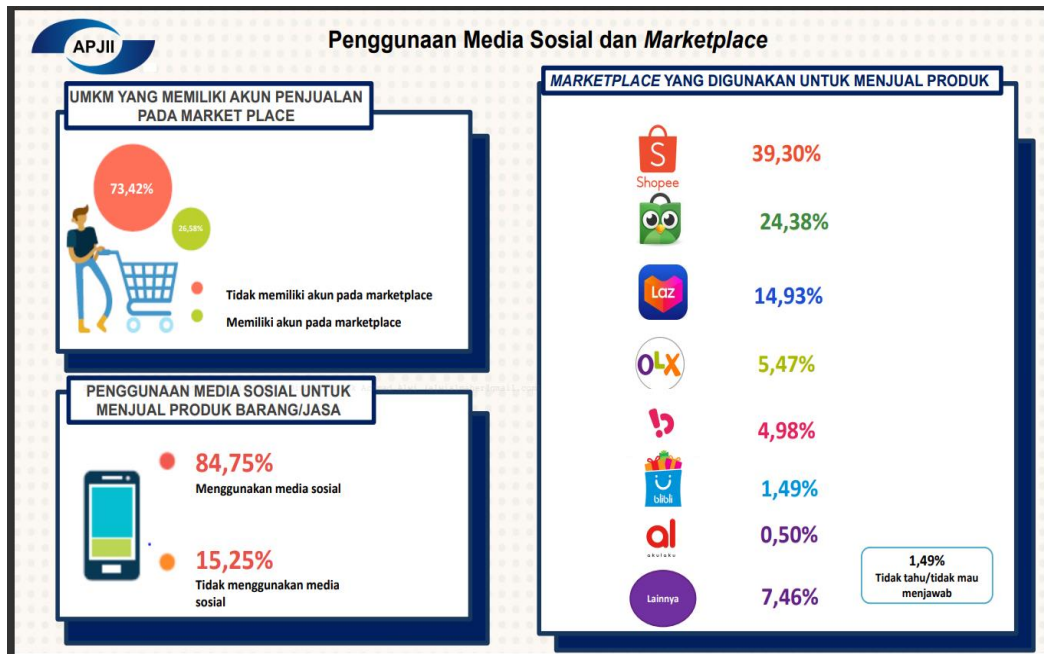 APJII
Penggunaan Media Sosial dan Marketplace
UMKM YANG MEMILIKI AKUN PENJUALAN
PADA MARKET PLACE
73,42%
26,58%
Tidak memiliki akun pada marketplace
Memiliki akun pada marketplace
PENGGUNAAN MEDIA SOSIAL UNTUK
MENJUAL PRODUK BARANG/JASA
84,75%
Menggunakan media sosial
15,25%
Tidak menggunakan media
sosial
MARKETPLACE YANG DIGUNAKAN UNTUK MENJUAL PRODUK
S
Shopee
39,30%
24,38%
Laz
14,93%
OLX
5,47%
4,98%
blibli
1,49%
al
akulaku
0,50%
Lainnya
7,46%
1,49%
Tidak tahu/tidak mau
menjawab